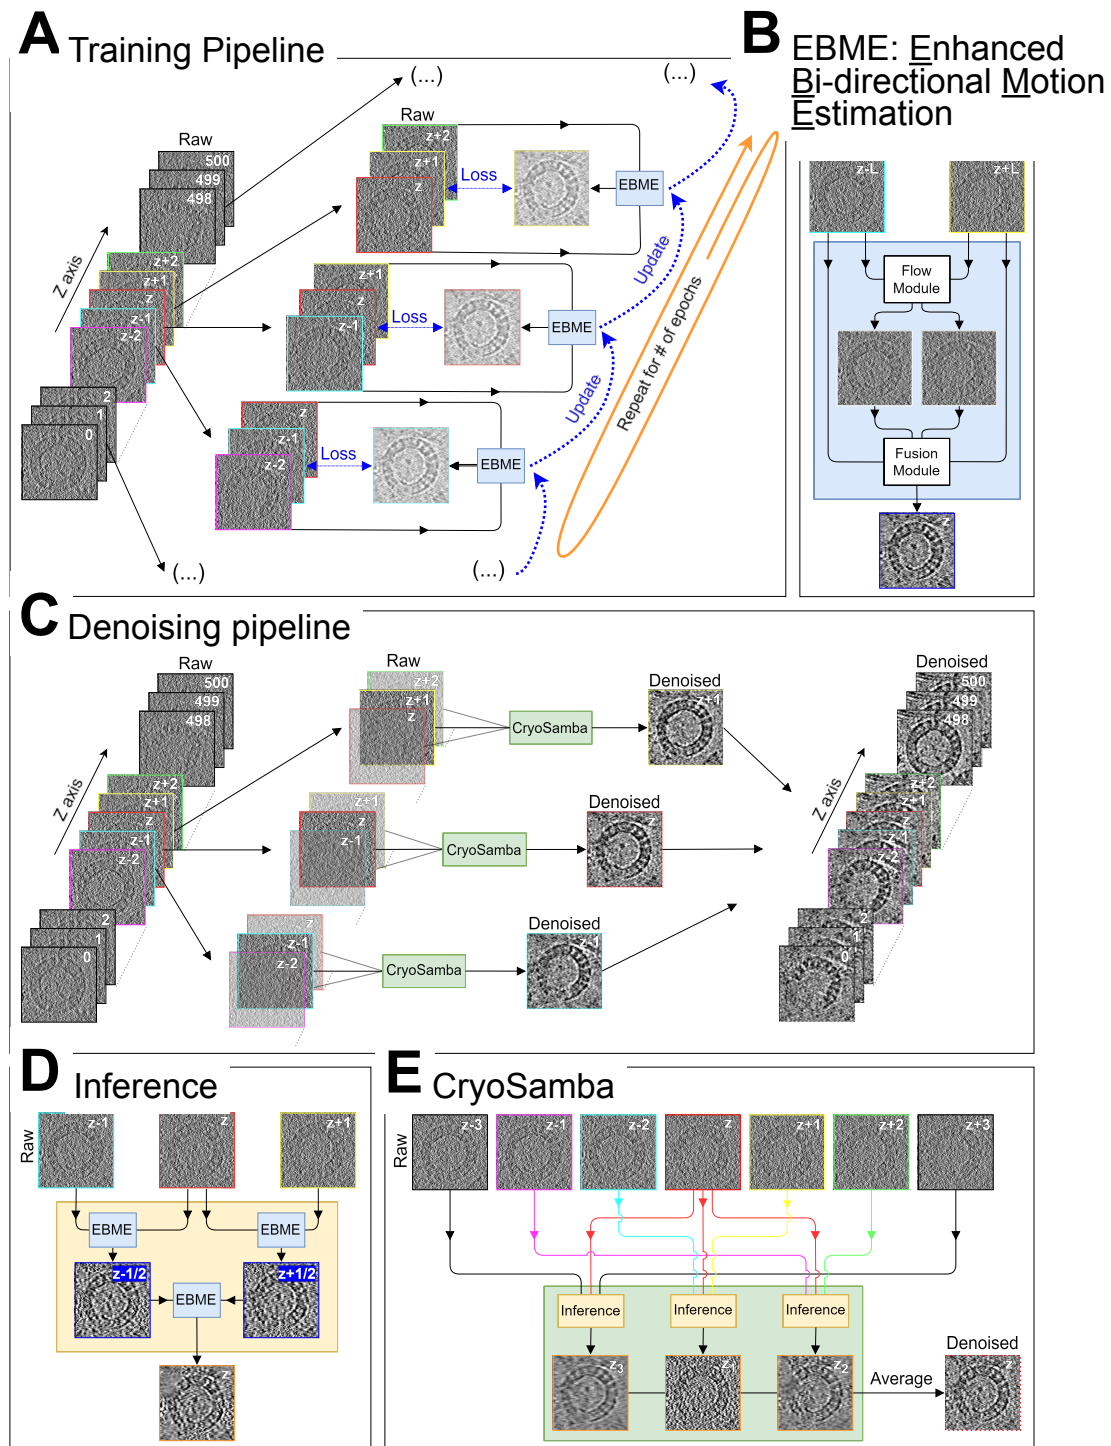 A Training Pipeline
(...)
(...)
Raw
500
499
498
Z axis
z+2
z+1
z
z-1
z-2
2
1
0
(...)
Raw
z+2
z+1
z
Loss
EBME
z+1
z
z-1
Loss
EBME
Update
z
z-1
z-2
Loss
EBME
Update
(...)
Repeat for # of epochs
B EBME: Enhanced
Bi-directional Motion
Estimation
z-L
z+L
Flow
Module
Fusion
Module
z
C Denoising pipeline
Raw
500
499
498
Z axis
z+2
z+1
z
z-1
z-2
2
1
0
Raw
z+2
z+1
z
CryoSamba
Denoised
z+1
z+1
z
z-1
CryoSamba
Denoised
z
z
z-1
z-2
CryoSamba
Denoised
z-1
Denoised
500
499
498
Z axis
z+2
z+1
z
z-1
z-2
2
1
0
D Inference
Raw
z-1
z
z+1
EBME
EBME
z-1/2
EBME
z+1/2
z
E CryoSamba
Raw
z-3
z-1
z-2
z
z+1
z+2
z+3
Inference
Inference
Inference
z3
z1
z2
Average
Denoised
z